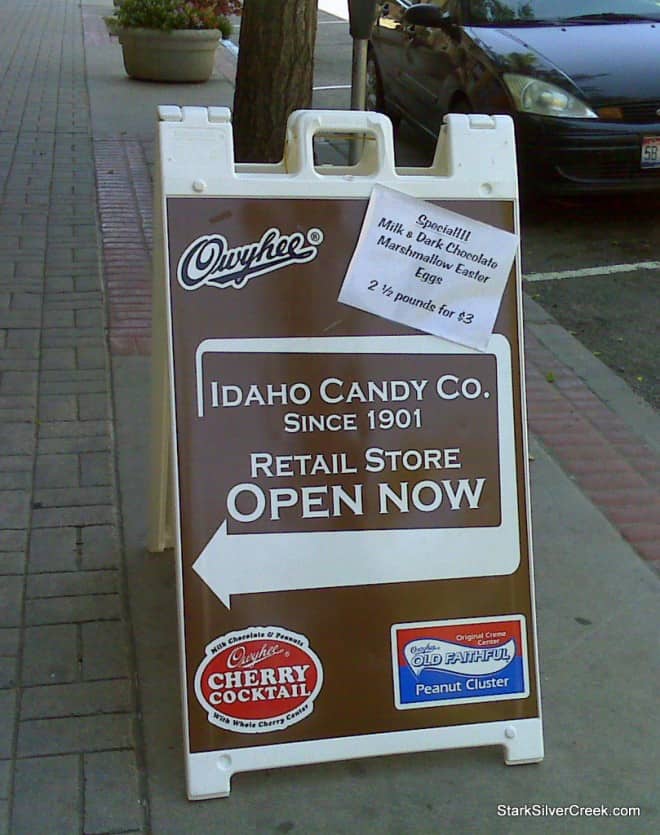 Owyhee®
Special!!!
Milk & Dark Chocolate
Marshmallow Easter
Eggs
2 ½ pounds for $3
IDAHO CANDY CO.
SINCE 1901
RETAIL STORE
OPEN NOW
Milk Chocolate & Peanuts
Owyhee®
CHERRY
COCKTAIL
With Whole Cherry Center
Original Creme
Center
Owyhee
OLD FAITHFUL
Peanut Cluster
StarkSilverCreek.com